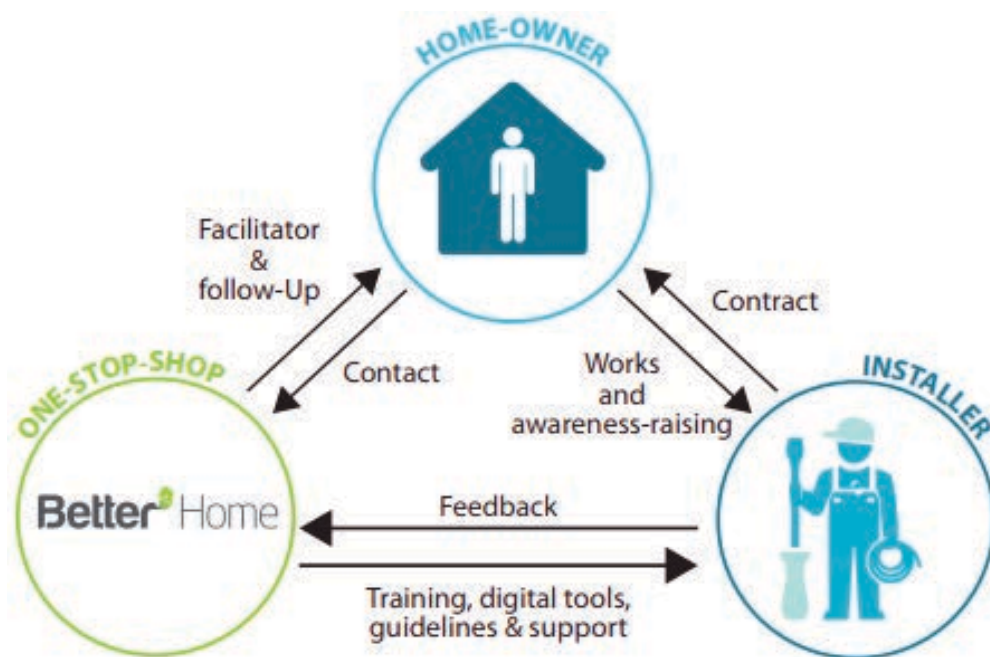 HOME-OWNER
Facilitator
&
follow-Up
Contact
Contract
Works
and
awareness-raising
ONE-STOP-SHOP
Better Home
INSTALLER
Feedback
Training, digital tools,
guidelines & support